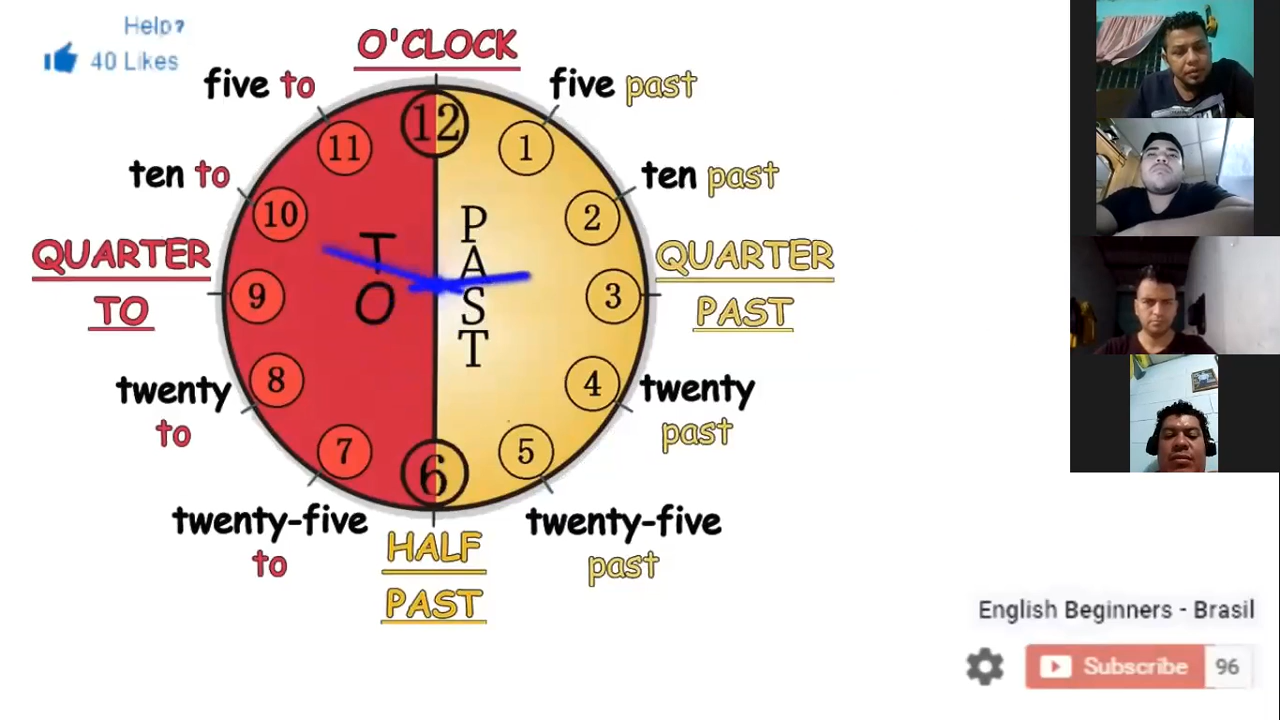 Help?
40 Likes
O'CLOCK
five to
five past
ten to
ten past
QUARTER
TO
QUARTER
PAST
twenty
to
twenty
past
twenty-five
to
twenty-five
past
HALF
PAST
12
1
2
3
4
5
6
7
8
9
10
11
TO
PAST
English Beginners - Brasil
Subscribe 96